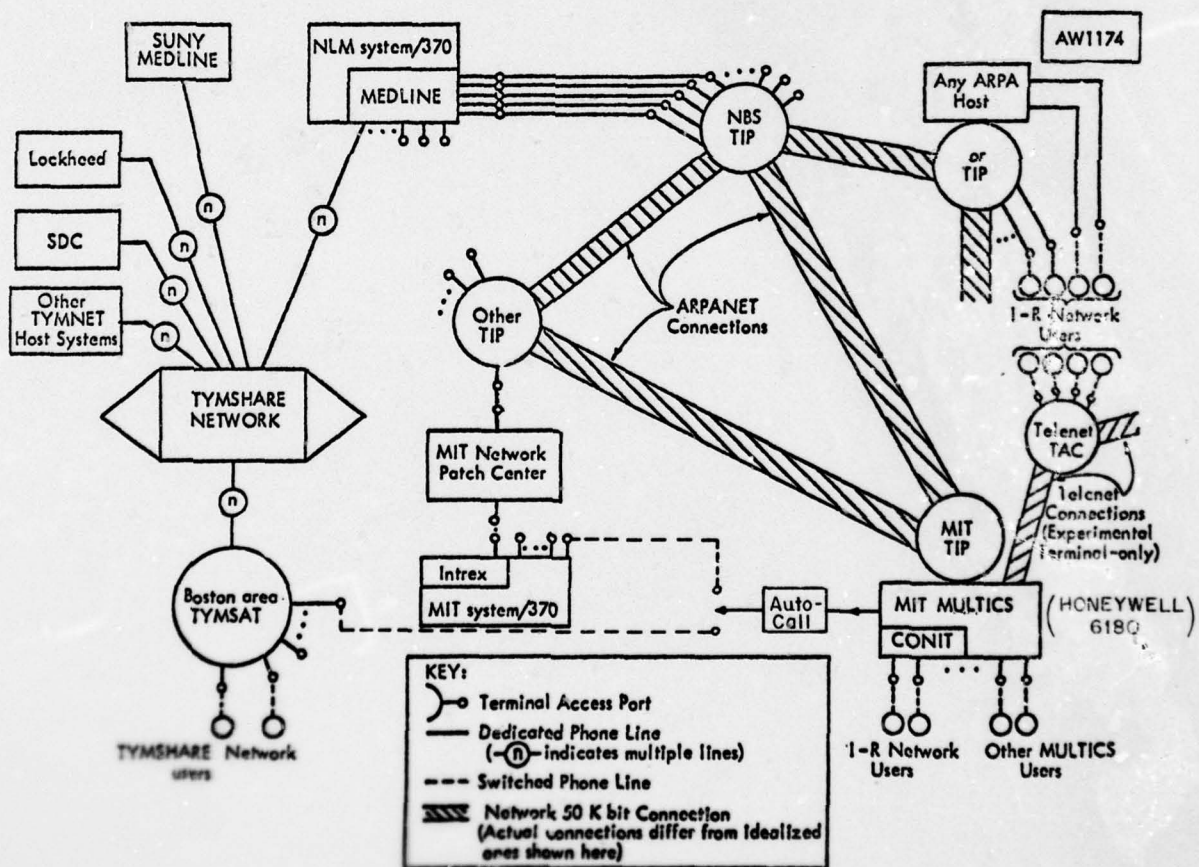 SUNY
MEDLINE
NLM system/370
MEDLINE
AW1174
Any ARPA
Host
NBS
TIP
or
TIP
Lockheed
SDC
Other
TYMNET
Host Systems
n
n
n
n
n
Other
TIP
ARPANET
Connections
I-R Network
Users
TYMSHARE
NETWORK
Telenet
TAC
MIT Network
Patch Center
Telenet
Connections
(Experimental
Terminal-only)
n
MIT
TIP
Boston area
TYMSAT
Intrex
MIT system/370
Auto-
Call
MIT MULTICS
CONIT
(HONEYWELL
6180)
TYMSHARE Network
users
I-R Network
Users
Other MULTICS
Users
KEY:
Terminal Access Port
Dedicated Phone Line
(-n-indicates multiple lines)
Switched Phone Line
Network 50 K bit Connection
(Actual connections differ from idealized
ones shown here)